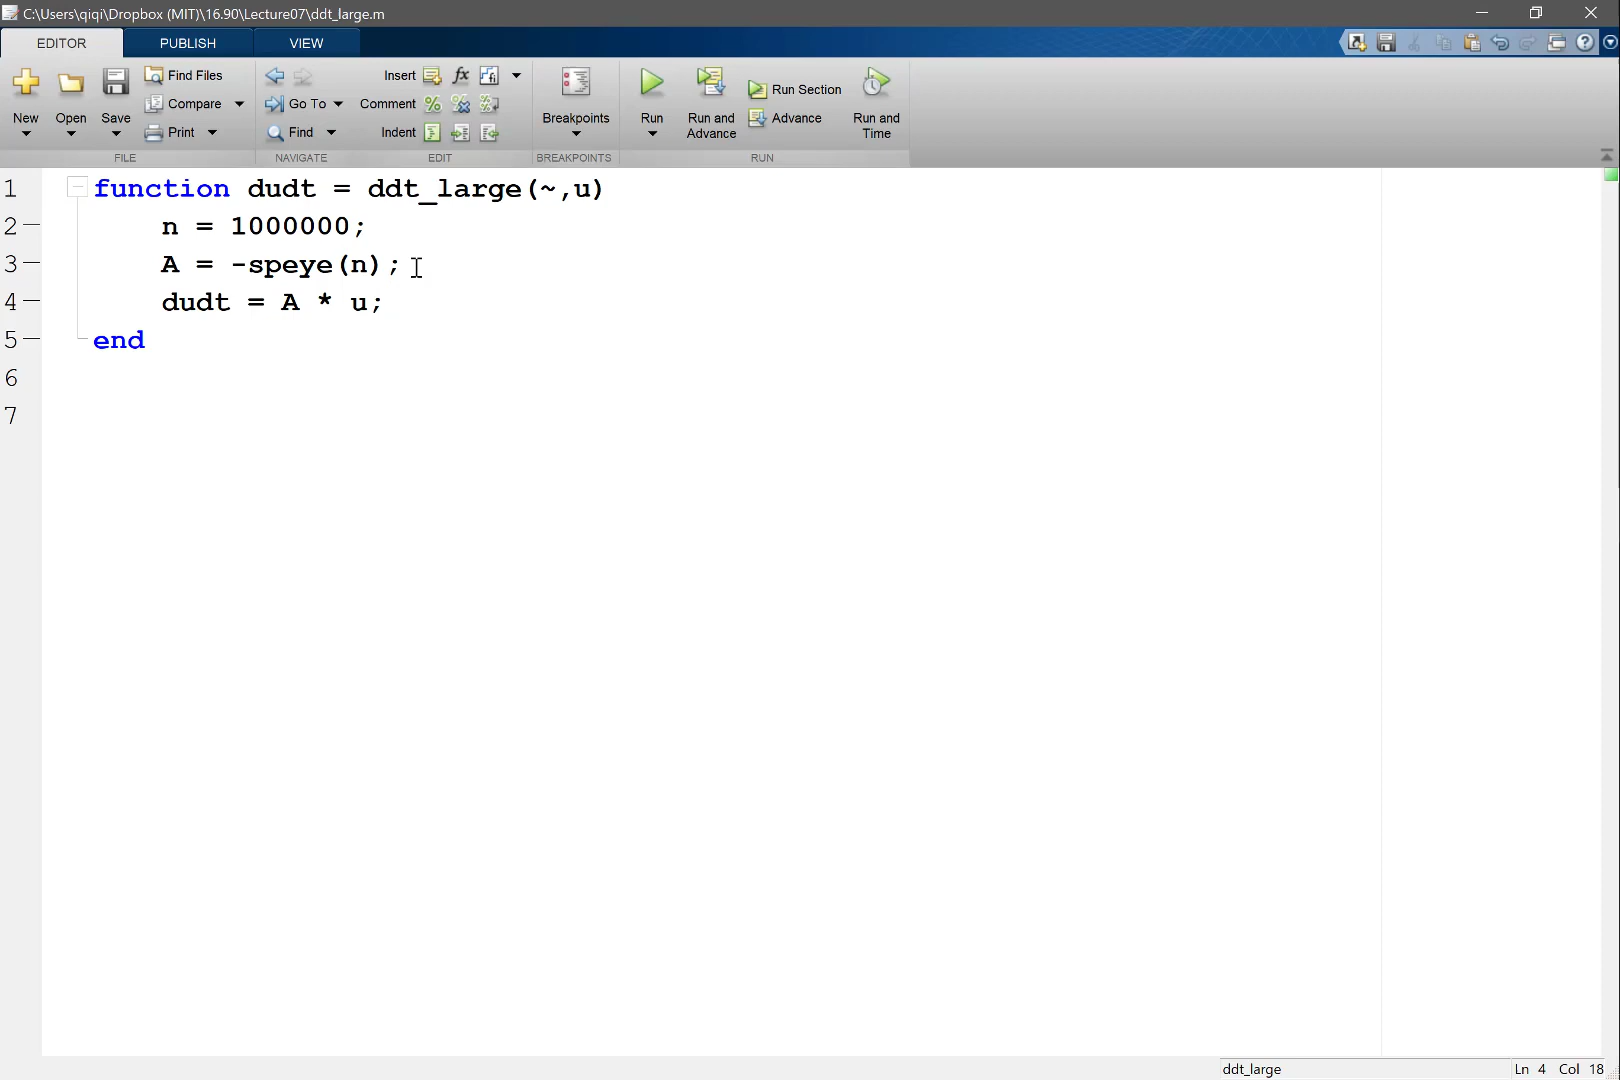 C:\Users\qiqi\Dropbox (MIT)\16.90\Lecture07\ddt_large.m
EDITOR PUBLISH VIEW
New Open Save
Find Files
Compare
Print
FILE
Go To
Find
NAVIGATE
Insert fx fi
Comment % % %
Indent
EDIT
Breakpoints
BREAKPOINTS
Run
Run and Advance
Run Section
Advance
Run and Time
RUN
1 function dudt = ddt_large(~,u)
2 n = 1000000;
3 A = -speye(n);
4 dudt = A * u;
5 end
6
7
ddt_large Ln 4 Col 18